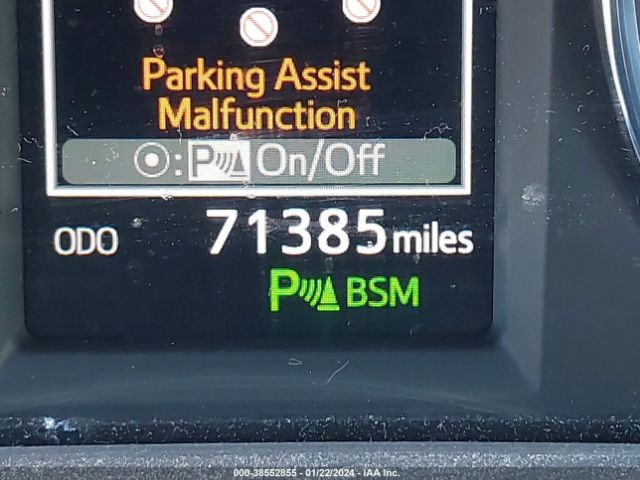 Parking Assist
Malfunction
: P On/Off
ODO 71385 miles
P BSM
000-38552855 - 01/22/2024 - IAA Inc.